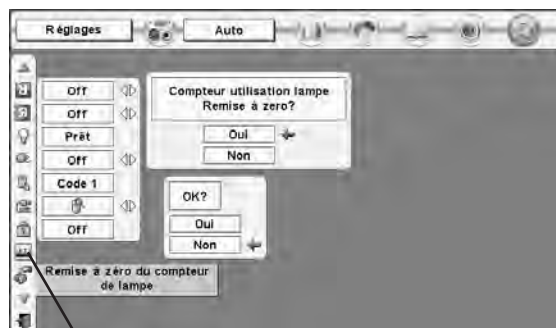 Réglages
Auto
Off
Off
Prêt
Off
Code 1
Off
Compteur utilisation lampe
Remise à zero?
Oui
Non
OK?
Oui
Non
Remise à zéro du compteur
de lampe